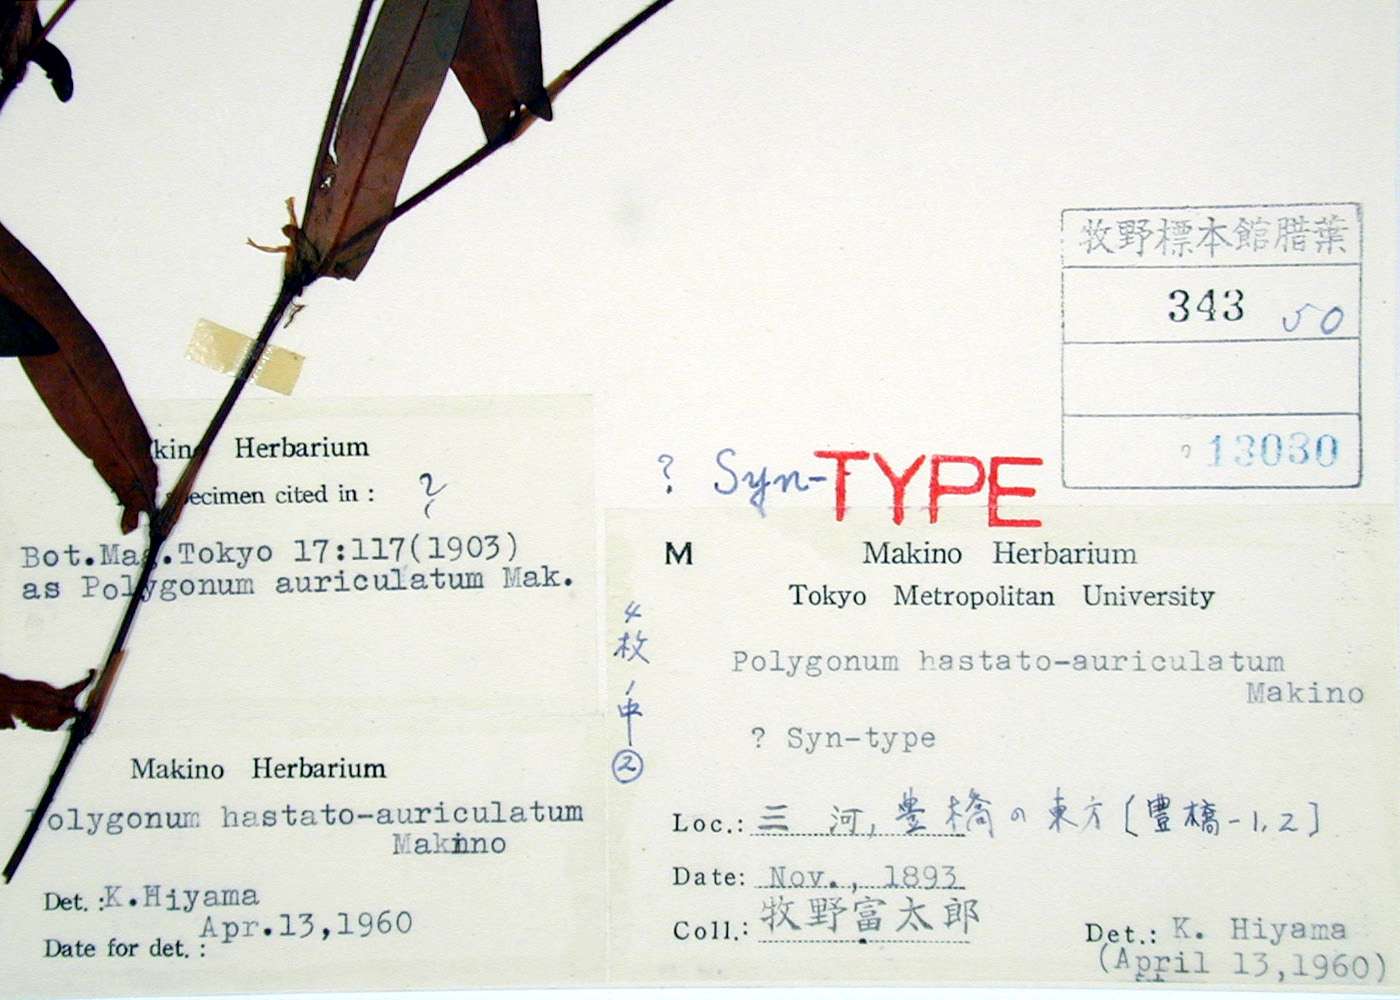 牧野標本館腊葉
343 50
13030
kin Herbarium
ecimen cited in : ?
Bot.Mag.Tokyo 17:117(1903)
as Polygonum auriculatum Mak.
? Syn-TYPE
M Makino Herbarium
Tokyo Metropolitan University
Polygonum hastato-auriculatum
Makino
? Syn-type
Loc.: 三河, 豊橋の東方 [豊橋-1,2]
Date: Nov., 1893
Coll.: 牧野富太郎
Det.: K. Hiyama
(April 13,1960)
4枚ノ中②
Makino Herbarium
olygonum hastato-auriculatum
Makinno
Det. :K.Hiyama
Apr.13,1960
Date for det. :